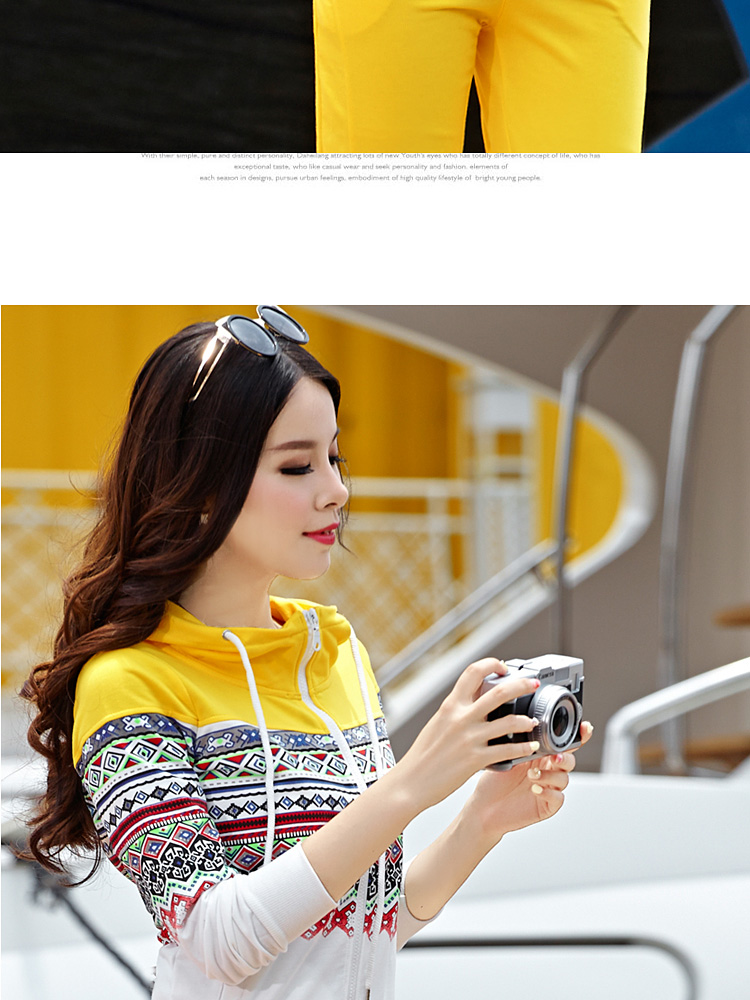 With their simple, pure and distinct personality, Daneilang attracting lots of new Youth's eyes who has totally different concept of life, who has
exceptional taste, who like casual wear and seek personality and fashion. elements of
each season in designs, pursue urban feelings, embodiment of high quality lifestyle of bright young people.